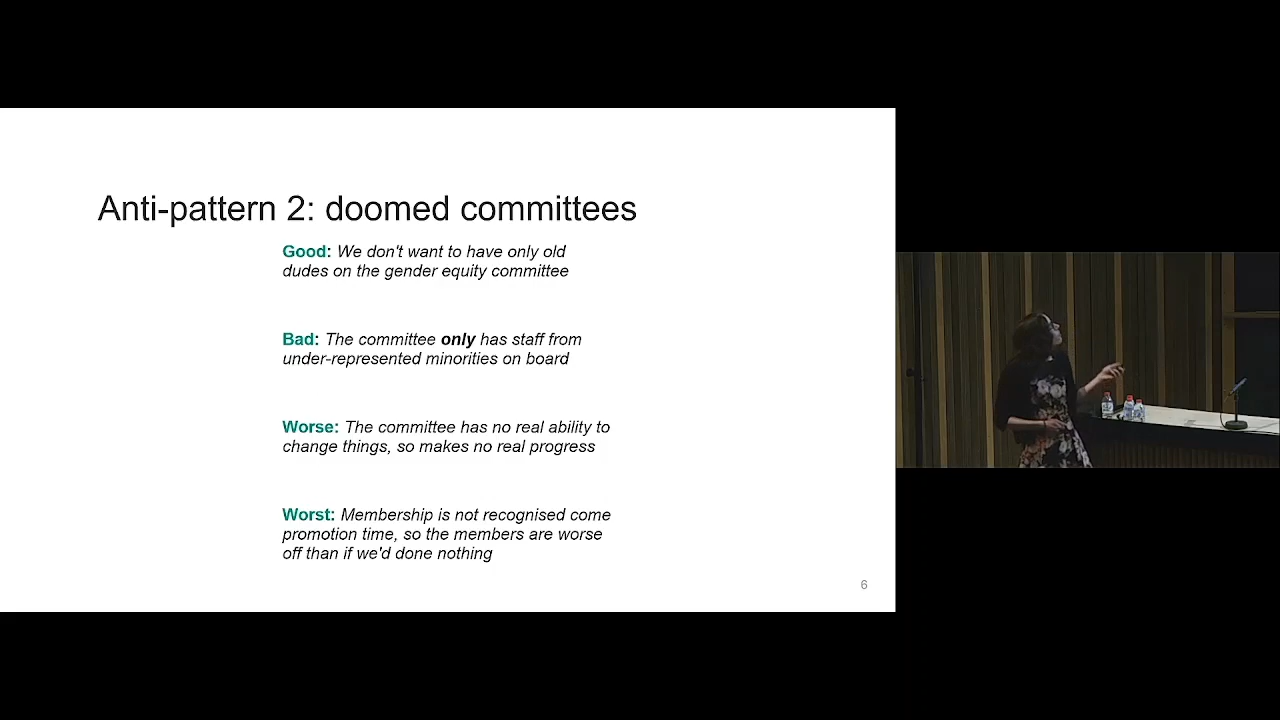 Anti-pattern 2: doomed committees
Good: We don't want to have only old
dudes on the gender equity committee
Bad: The committee only has staff from
under-represented minorities on board
Worse: The committee has no real ability to
change things, so makes no real progress
Worst: Membership is not recognised come
promotion time, so the members are worse
off than if we'd done nothing
6